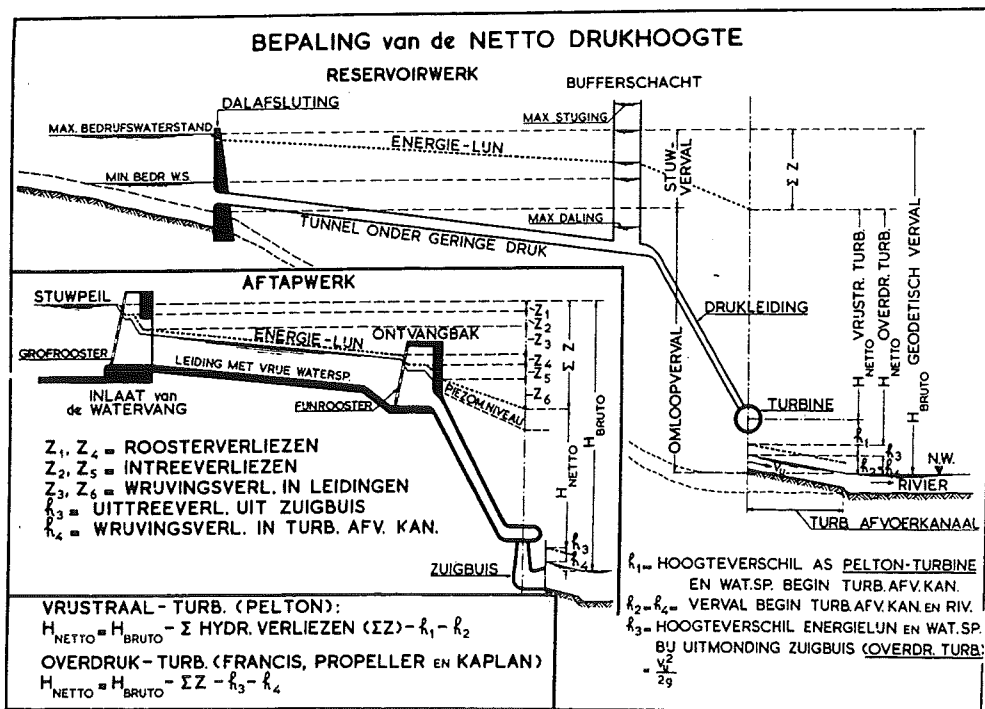 BEPALING van de NETTO DRUKHOOGTE
RESERVOIRWERK
BUFFERSCHACHT
DALAFSLUTING
MAX. BEDRIJFSWATERSTAND
MAX STIJGING
ENERGIE-LIJN
STUW-
VERVAL
Σ Z
MIN. BEDR W.S.
MAX DALING
TUNNEL ONDER GERINGE DRUK
OMLOOPVERVAL
DRUKLEIDING
H NETTO VRIJSTR. TURB.
H NETTO OVERDR. TURB.
GEODETISCH VERVAL
H BRUTO
TURBINE
h1
h3
h2
h4
Vu
N.W.
RIVIER
TURB. AFVOERKANAAL
AFTAPWERK
STUWPEIL
Z1
Z2
Z3
Z4
Z5
Z6
ENERGIE-LIJN
ONTVANGBAK
Σ Z
GROFROOSTER
LEIDING MET VRIJE WATERSP.
PIEZOM NIVEAU
H BRUTO
INLAAT van
de WATERVANG
FIJNROOSTER
H NETTO
Z1, Z4 = ROOSTERVERLIEZEN
Z2, Z5 = INTREEVERLIEZEN
Z3, Z6 = WRIJVINGSVERL. IN LEIDINGEN
h3 = UITTREEVERL. UIT ZUIGBUIS
h4 = WRIJVINGSVERL. IN TURB. AFV. KAN.
h3
h4
ZUIGBUIS
h1 = HOOGTEVERSCHIL AS PELTON-TURBINE
EN WAT.SP. BEGIN TURB.AFV.KAN.
h2 = h4 = VERVAL BEGIN TURB.AFV.KAN. EN RIV.
h3 = HOOGTEVERSCHIL ENERGIELIJN EN WAT.SP.
BIJ UITMONDING ZUIGBUIS (OVERDR. TURB.)
= Vu²/2g
VRIJSTRAAL-TURB. (PELTON):
H NETTO = H BRUTO - Σ HYDR. VERLIEZEN (ΣZ) - h1 - h2
OVERDRUK-TURB. (FRANCIS, PROPELLER EN KAPLAN)
H NETTO = H BRUTO - ΣZ - h3 - h4